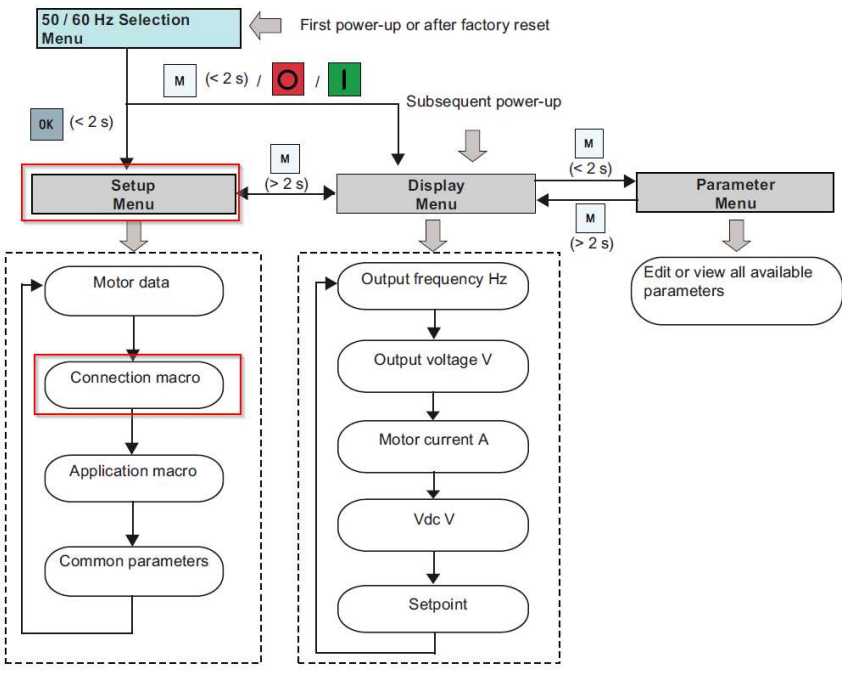 50 / 60 Hz Selection
Menu
First power-up or after factory reset
M (< 2 s) / /
Subsequent power-up
OK (< 2 s)
M
(> 2 s)
M
(< 2 s)
Setup
Menu
Display
Menu
Parameter
Menu
M
(> 2 s)
Motor data
Connection macro
Application macro
Common parameters
Output frequency Hz
Output voltage V
Motor current A
Vdc V
Setpoint
Edit or view all available
parameters